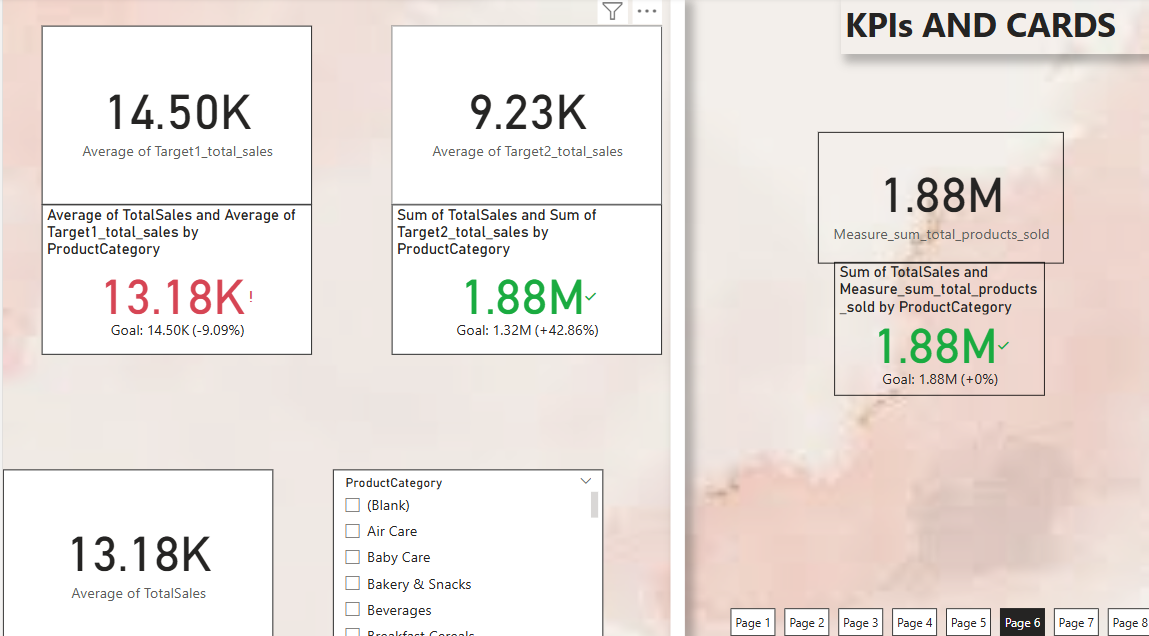 KPIs AND CARDS
14.50K
Average of Target1_total_sales
Average of TotalSales and Average of
Target1_total_sales by
ProductCategory
13.18K!
Goal: 14.50K (-9.09%)
9.23K
Average of Target2_total_sales
Sum of TotalSales and Sum of
Target2_total_sales by
ProductCategory
1.88M✓
Goal: 1.32M (+42.86%)
1.88M
Measure_sum_total_products_sold
Sum of TotalSales and
Measure_sum_total_products
_sold by ProductCategory
1.88M✓
Goal: 1.88M (+0%)
13.18K
Average of TotalSales
ProductCategory
(Blank)
Air Care
Baby Care
Bakery & Snacks
Beverages
Breakfast Cereals
Page 1
Page 2
Page 3
Page 4
Page 5
Page 6
Page 7
Page 8